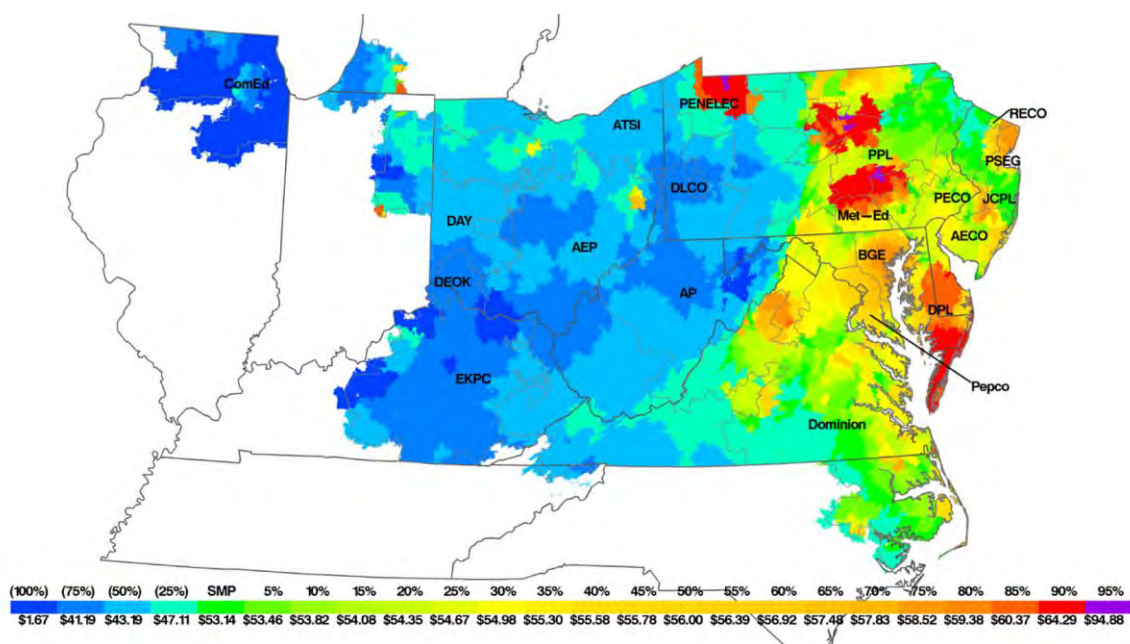 RECO
ComEd
PENELEC
ATSI
PPL
PSEG
DLCO
PECO
JCPL
Met-Ed
DAY
AECO
AEP
BGE
DEOK
AP
DPL
EKPC
Pepco
Dominion
(100%) (75%) (50%) (25%) SMP 5% 10% 15% 20% 25% 30% 35% 40% 45% 50% 55% 60% 70% 75% 80% 85% 90% 95%
$1.67 $41.19 $43.19 $47.11 $53.14 $53.46 $53.82 $54.08 $54.35 $54.67 $54.98 $55.30 $55.58 $55.78 $56.00 $56.39 $56.92 $57.48 $57.83 $58.52 $59.38 $60.37 $64.29 $94.88